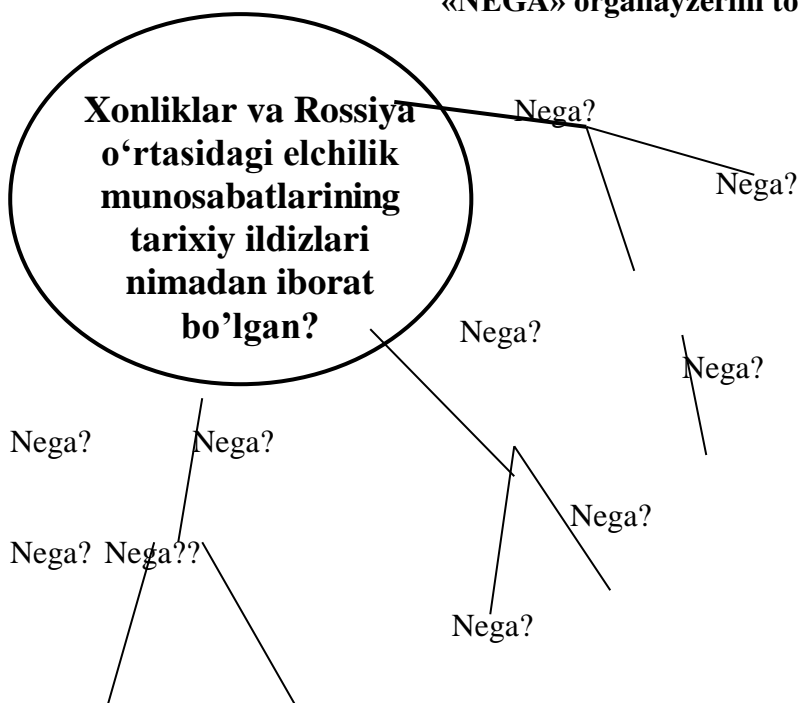 «NEGA» organayzerini to
Xonliklar va Rossiya
o‘rtasidagi elchilik
munosabatlarining
tarixiy ildizlari
nimadan iborat
bo’lgan?
Nega?
Nega?
Nega?
Nega?
Nega? Nega?
Nega?
Nega? Nega??
Nega?